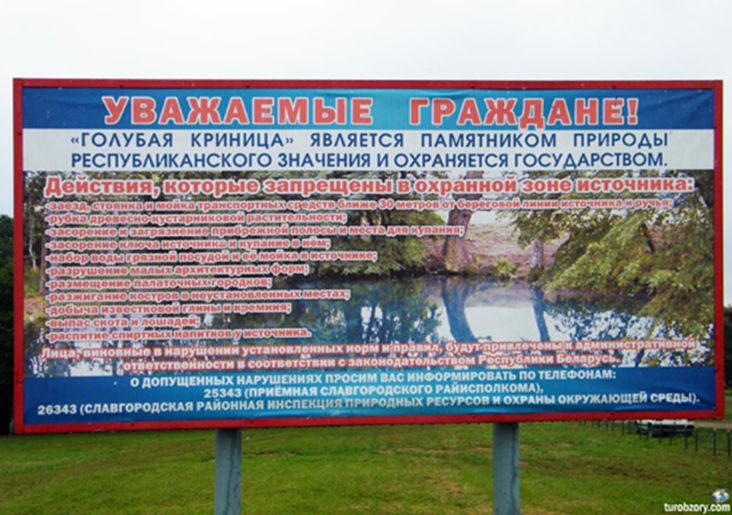 УВАЖАЕМЫЕ ГРАЖДАНЕ!
«ГОЛУБАЯ КРИНИЦА» ЯВЛЯЕТСЯ ПАМЯТНИКОМ ПРИРОДЫ
РЕСПУБЛИКАНСКОГО ЗНАЧЕНИЯ И ОХРАНЯЕТСЯ ГОСУДАРСТВОМ.
Действия, которые запрещены в охранной зоне источника:
- заезд, стоянка и мойка транспортных средств ближе 30 метров от береговой линии источника и ручья;
- рубка древесно-кустарниковой растительности;
- засорение и загрязнение прибрежной полосы и места для купания;
- засорение ключа источника и купание в нём;
- набор воды грязной посудой и её мойка в источнике;
- разрушение малых архитектурных форм;
- размещение палаточных городков;
- разжигание костров в неустановленных местах;
- добыча известковой глины и кремния;
- выпас скота и лошадей;
- распитие спиртных напитков у источника.
Лица, виновные в нарушении установленных норм и правил, будут привлечены к административной
ответственности в соответствии с законодательством Республики Беларусь.
О ДОПУЩЕННЫХ НАРУШЕНИЯХ ПРОСИМ ВАС ИНФОРМИРОВАТЬ ПО ТЕЛЕФОНАМ:
25343 (ПРИЁМНАЯ СЛАВГОРОДСКОГО РАЙИСПОЛКОМА),
26343 (СЛАВГОРОДСКАЯ РАЙОННАЯ ИНСПЕКЦИЯ ПРИРОДНЫХ РЕСУРСОВ И ОХРАНЫ ОКРУЖАЮЩЕЙ СРЕДЫ).
turobzory.com